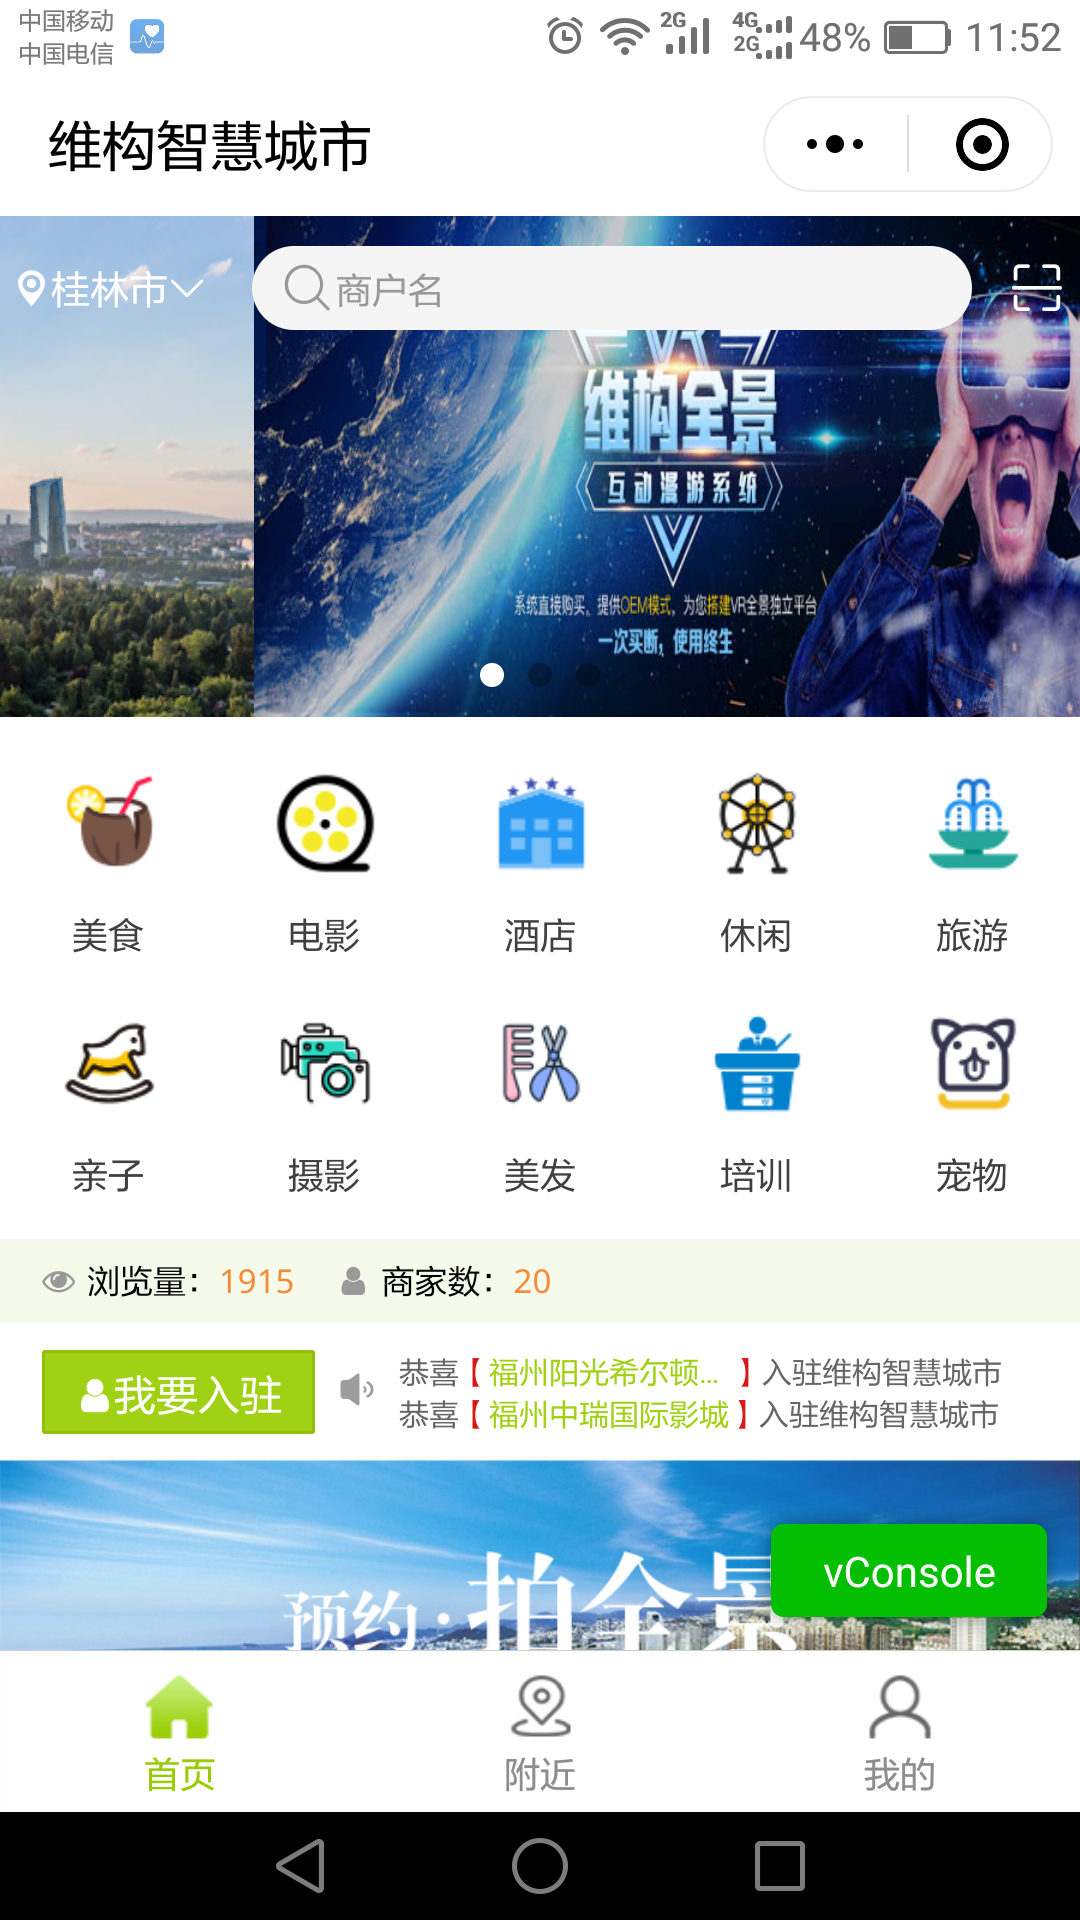 中国移动
中国电信
2G
4G
2G
48%
11:52
维构智慧城市
桂林市
商户名
维构全景
互动漫游系统
系统直接购买、提供OEM模式，为您搭建VR全景独立平台
一次买断，使用终生
美食
电影
酒店
休闲
旅游
亲子
摄影
美发
培训
宠物
浏览量：1915
商家数：20
我要入驻
恭喜【福州阳光希尔顿...】入驻维构智慧城市
恭喜【福州中瑞国际影城】入驻维构智慧城市
预约·拍全景
vConsole
首页
附近
我的